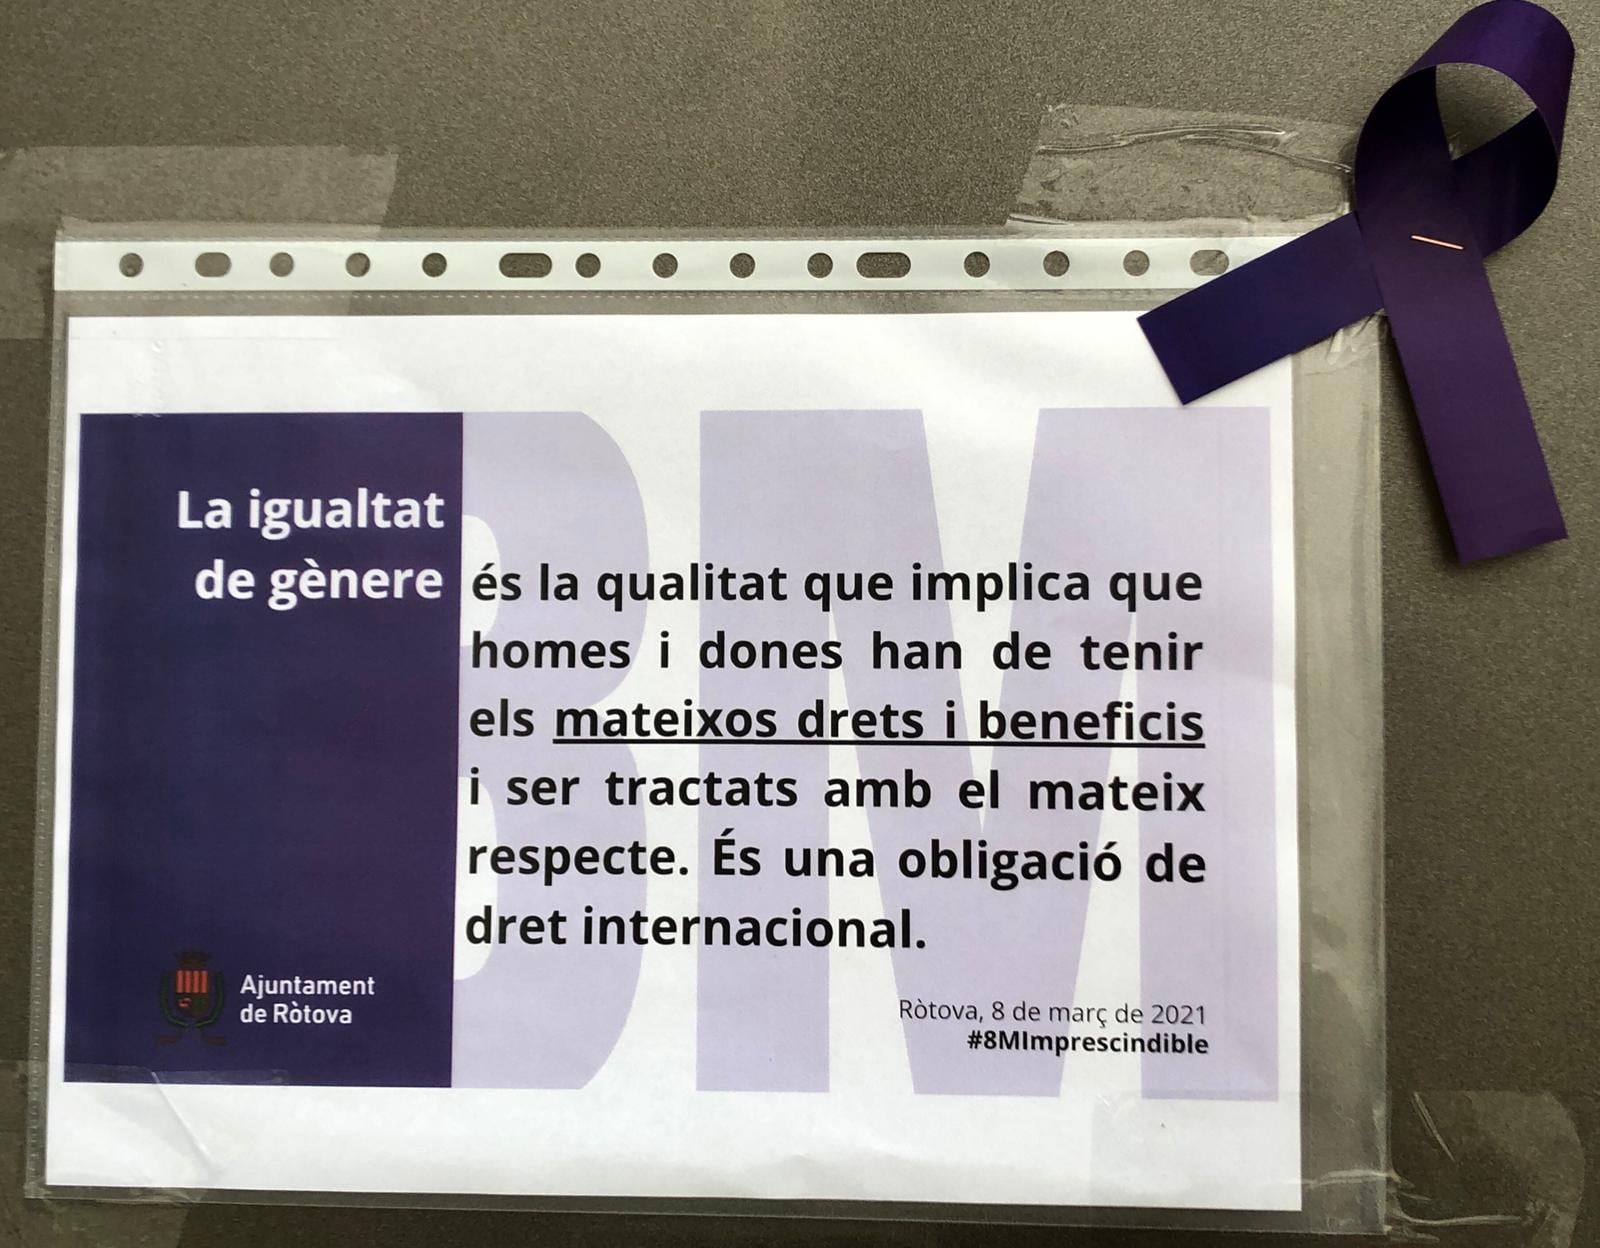 8M
La igualtat
de gènere
és la qualitat que implica que
homes i dones han de tenir
els mateixos drets i beneficis
i ser tractats amb el mateix
respecte. És una obligació de
dret internacional.
Ajuntament
de Ròtova
Ròtova, 8 de març de 2021
#8MImprescindible